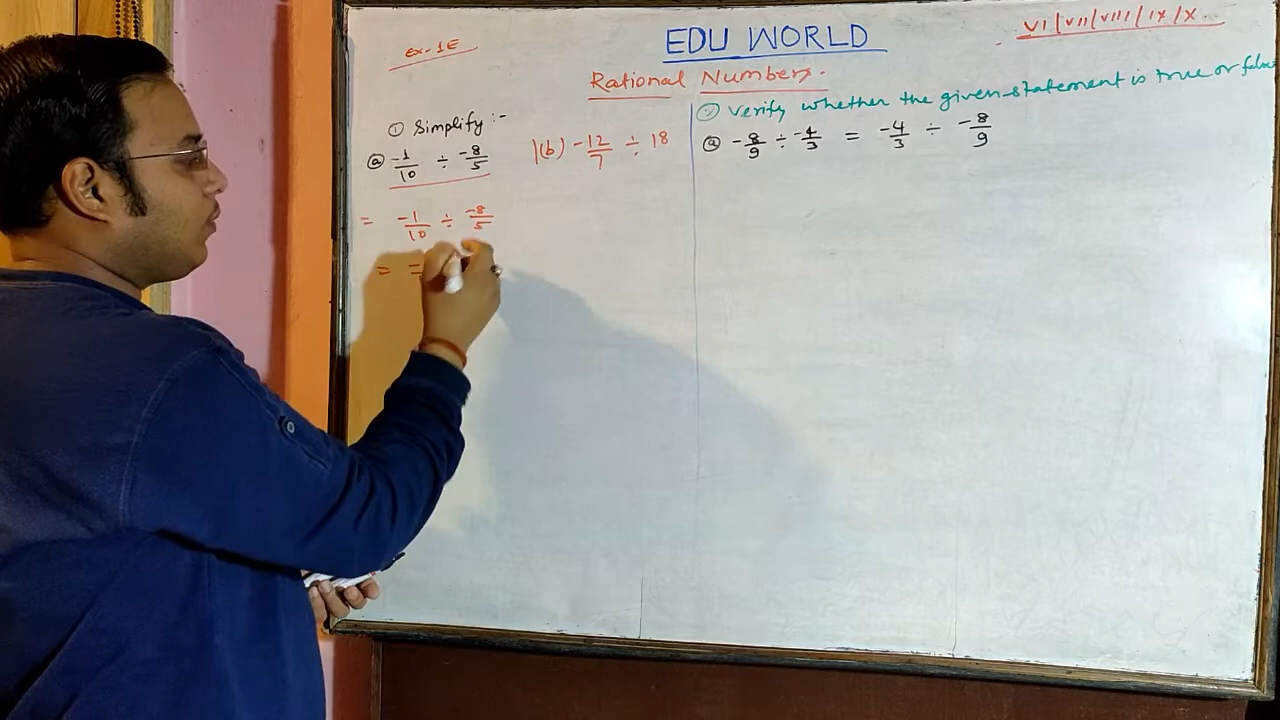 EDU WORLD
VI / VII / VIII / IX / X.
Ex-1E
Rational Numbers.
① Simplify :-
ⓐ -1/10 ÷ -8/5
= -1/10 ÷ -8/5
= =
1(b) -12/7 ÷ 18
② Verify whether the given statement is true or false
ⓐ -8/9 ÷ -4/3 = -4/3 ÷ -8/9